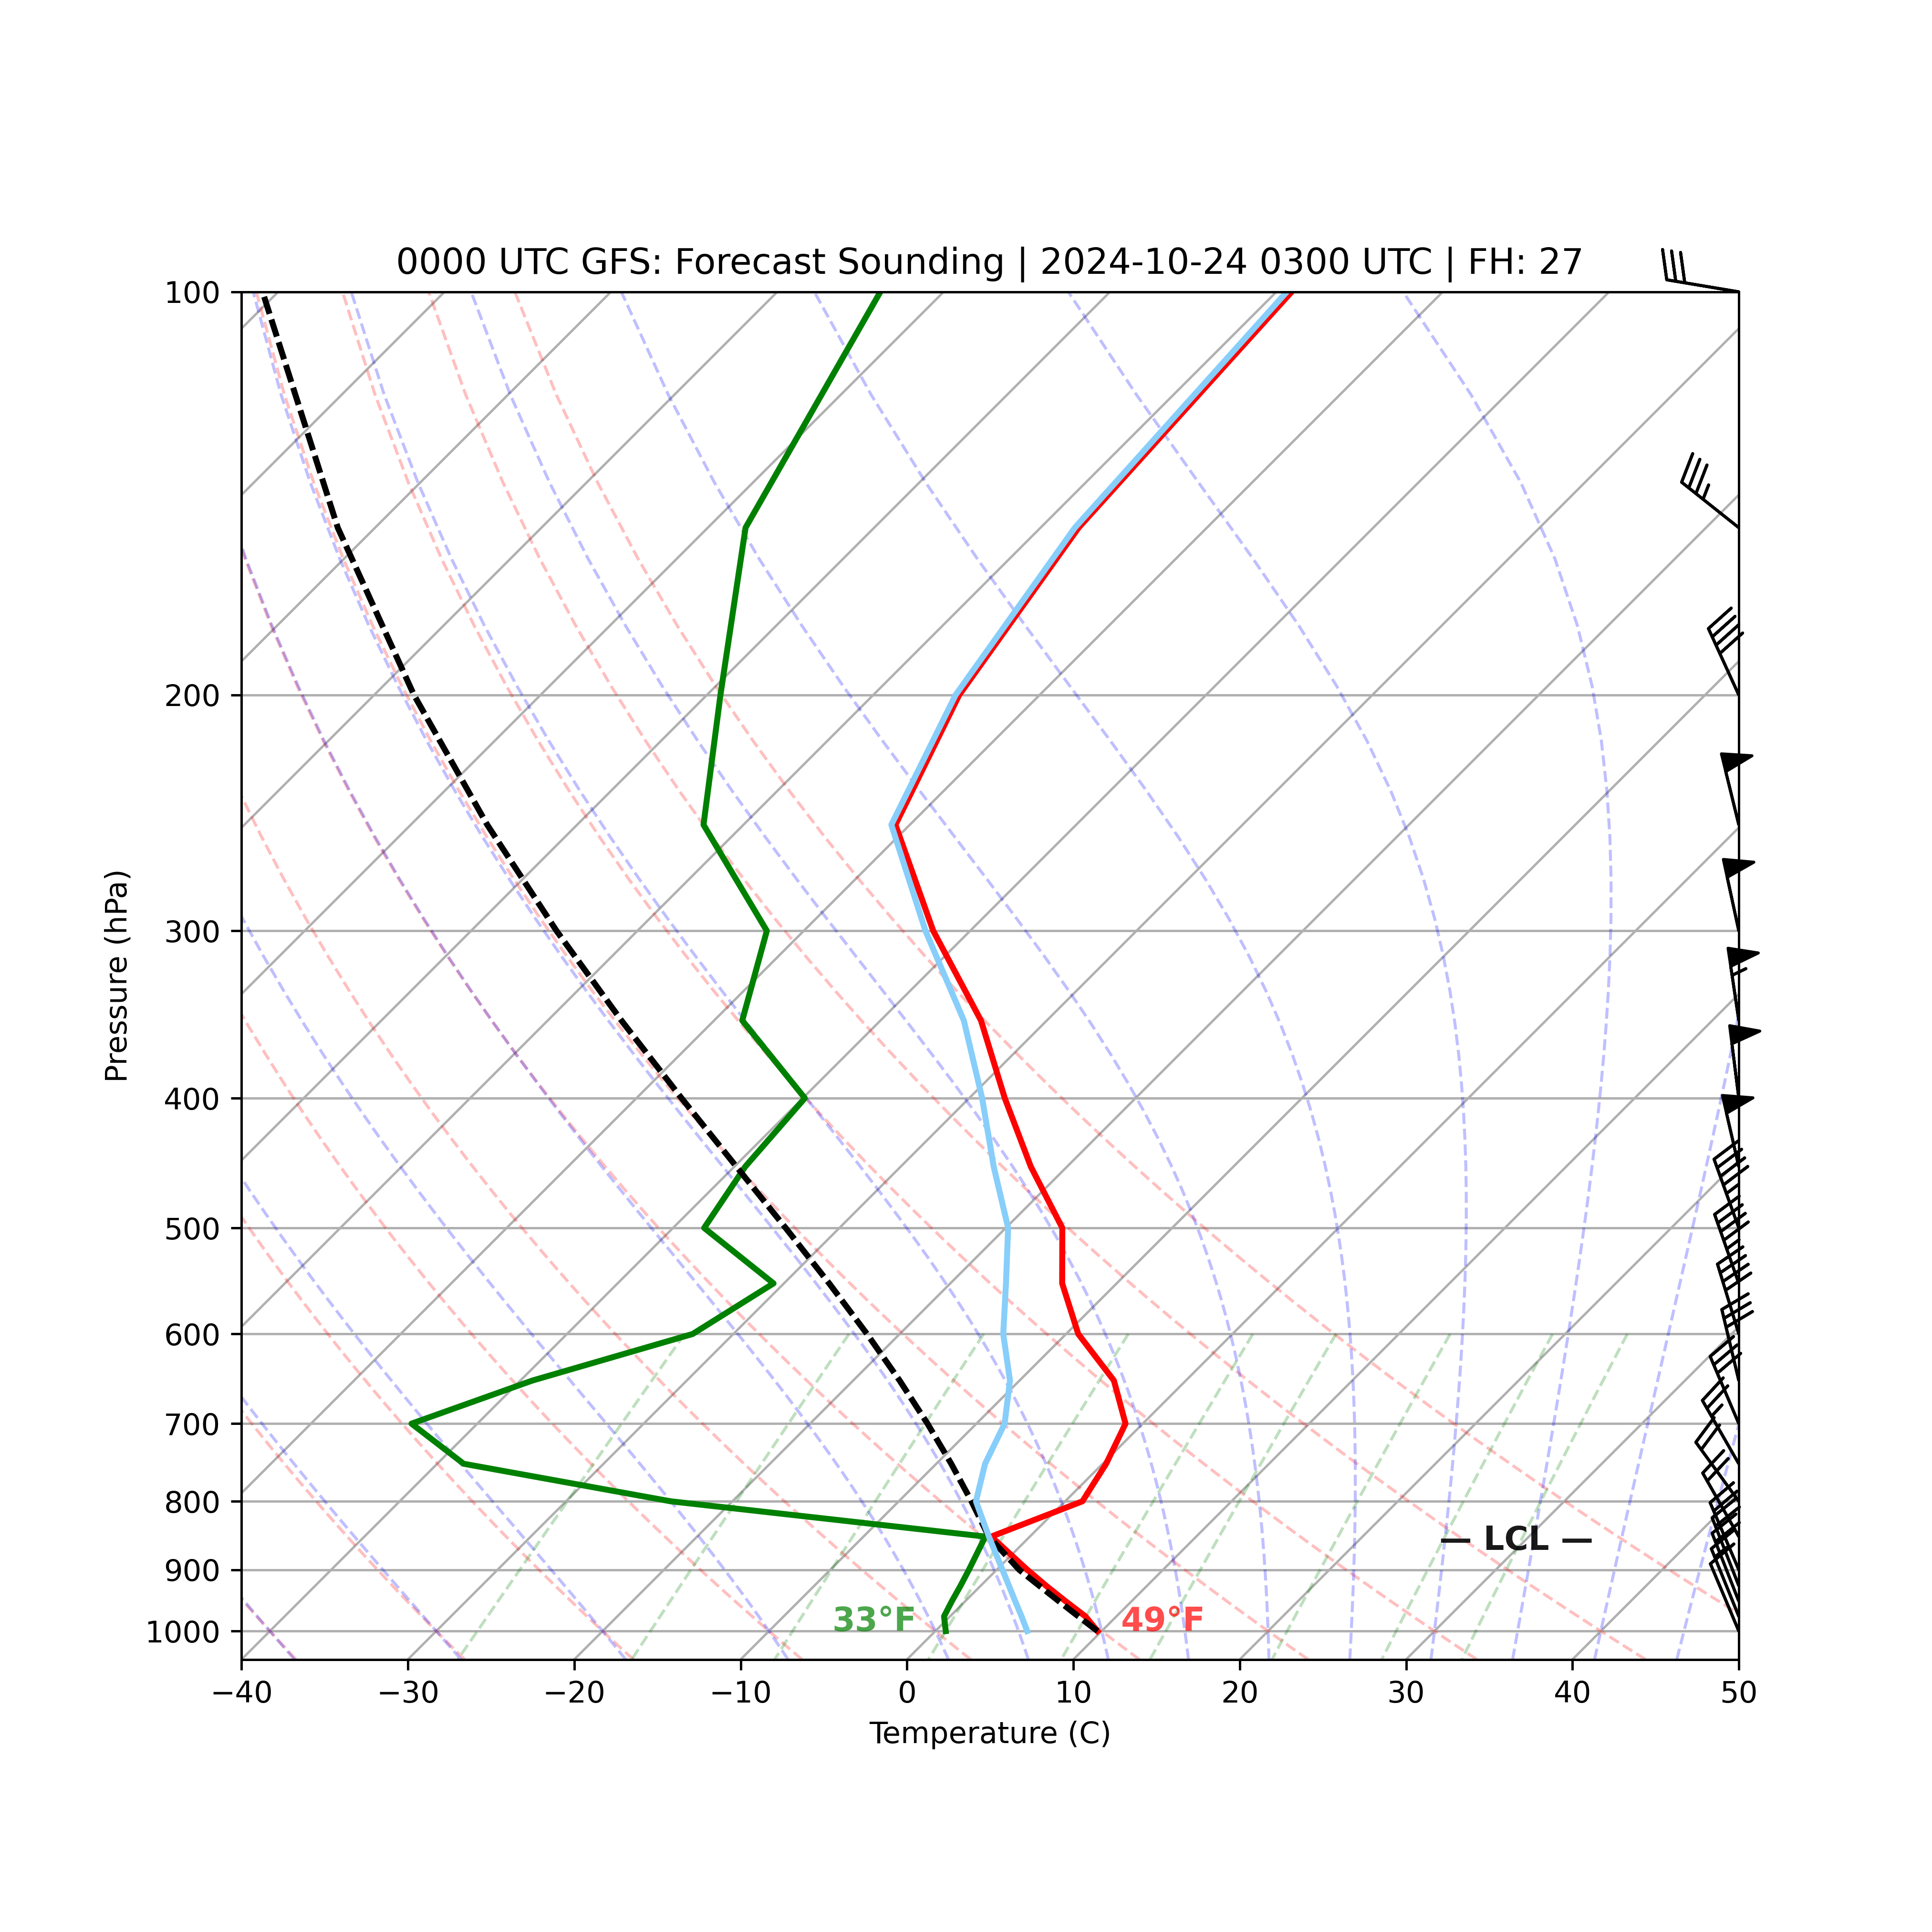 0000 UTC GFS: Forecast Sounding | 2024-10-24 0300 UTC | FH: 27
100
200
300
400
500
600
700
800
900
1000
Pressure (hPa)
— LCL —
33°F
49°F
−40 −30 −20 −10 0 10 20 30 40 50
Temperature (C)